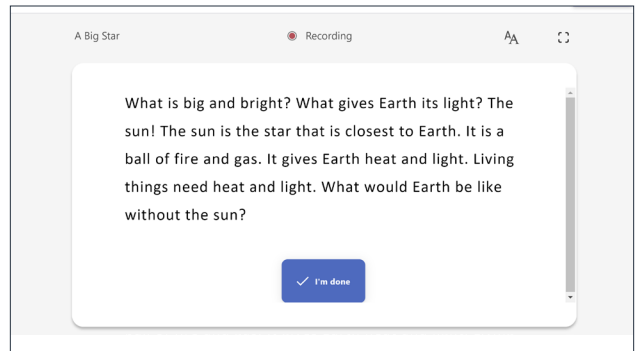 A Big Star
Recording
AA
What is big and bright? What gives Earth its light? The
sun! The sun is the star that is closest to Earth. It is a
ball of fire and gas. It gives Earth heat and light. Living
things need heat and light. What would Earth be like
without the sun?
I'm done